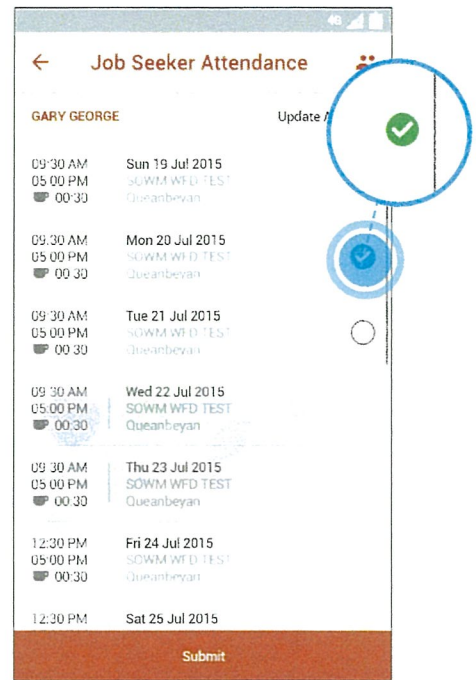 4G
Job Seeker Attendance
GARY GEORGE Update A
09:30 AM Sun 19 Jul 2015
05:00 PM SOWM WFD TEST
00:30 Queanbeyan
09:30 AM Mon 20 Jul 2015
05:00 PM SOWM WFD TEST
00:30 Queanbeyan
09:30 AM Tue 21 Jul 2015
05:00 PM SOWM WFD TEST
00:30 Queanbeyan
09:30 AM Wed 22 Jul 2015
05:00 PM SOWM WFD TEST
00:30 Queanbeyan
09:30 AM Thu 23 Jul 2015
05:00 PM SOWM WFD TEST
00:30 Queanbeyan
12:30 PM Fri 24 Jul 2015
05:00 PM SOWM WFD TEST
00:30 Queanbeyan
12:30 PM Sat 25 Jul 2015
Submit